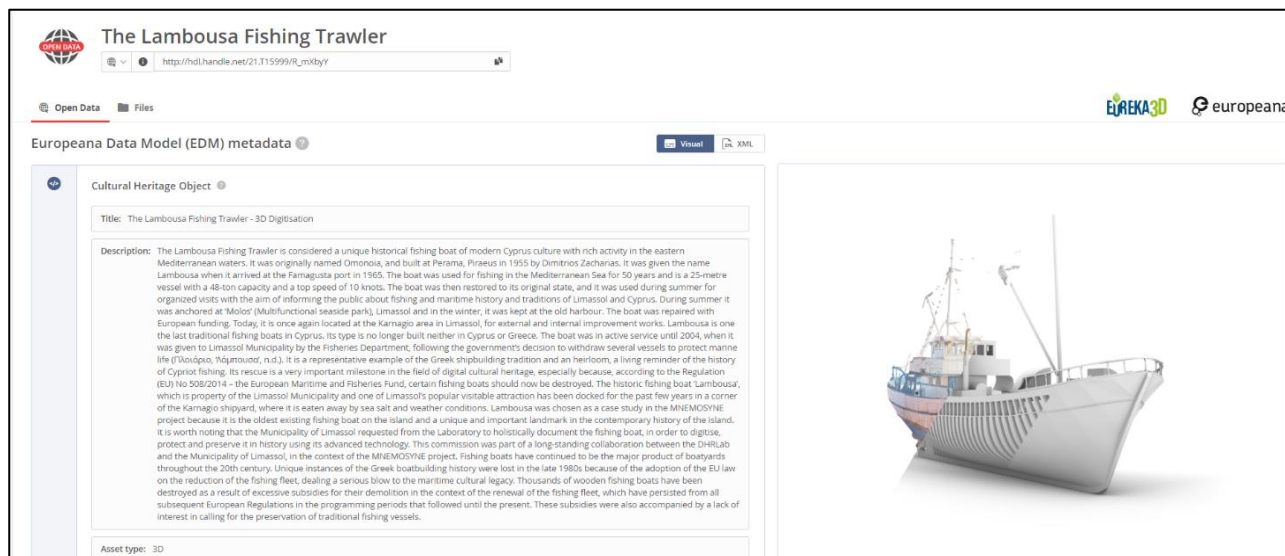 The Lambousa Fishing Trawler
OPEN DATA
http://hdl.handle.net/21.T15999/R_mXbyY
Open Data Files
EUREKA3D europeana
European Data Model (EDM) metadata
Visual XML
Cultural Heritage Object
Title: The Lambousa Fishing Trawler - 3D Digitisation
Description: The Lambousa Fishing Trawler is considered a unique historical fishing boat of modern Cyprus culture with rich activity in the eastern
Mediterranean waters. It was originally named Omonoia, and built at Perama, Piraeus in 1955 by Dimitrios Zacharias. It was given the name
Lambousa when it arrived at the Famagusta port in 1965. The boat was used for fishing in the Mediterranean Sea for 50 years and is a 25-metre
vessel with a 48-ton capacity and a top speed of 10 knots. The boat was then restored to its original state, and it was used during summer for
organized visits with the aim of informing the public about fishing and maritime history and traditions of Limassol and Cyprus. During summer it
was anchored at 'Molos' (Multifunctional seaside park), Limassol and in the winter, it was kept at the old harbour. The boat was repaired with
European funding. Today, it is once again located at the Karnagio area in Limassol, for external and internal improvement works. Lambousa is one
the last traditional fishing boats in Cyprus. Its type is no longer built neither in Cyprus or Greece. The boat was in active service until 2004, when it
was given to Limassol Municipality by the Fisheries Department, following the government's decision to withdraw several vessels to protect marine
life (Πλοιάριο, 'Λάμπουσα', n.d.). It is a representative example of the Greek shipbuilding tradition and an heirloom, a living reminder of the history
of Cypriot fishing. Its rescue is a very important milestone in the field of digital cultural heritage, especially because, according to the Regulation
(EU) No 508/2014 – the European Maritime and Fisheries Fund, certain fishing boats should now be destroyed. The historic fishing boat 'Lambousa',
which is property of the Limassol Municipality and one of Limassol's popular visitable attraction has been docked for the past few years in a corner
of the Karnagio shipyard, where it is eaten away by sea salt and weather conditions. Lambousa was chosen as a case study in the MNEMOSYNE
project because it is the oldest existing fishing boat on the island and a unique and important landmark in the contemporary history of the island.
It is worth noting that the Municipality of Limassol requested from the Laboratory to holistically document the fishing boat, in order to digitise,
protect and preserve it in history using its advanced technology. This commission was part of a long-standing collaboration between the DHRLab
and the Municipality of Limassol, in the context of the MNEMOSYNE project. Fishing boats have continued to be the major product of boatyards
throughout the 20th century. Unique instances of the Greek boatbuilding history were lost in the late 1980s because of the adoption of the EU law
on the reduction of the fishing fleet, dealing a serious blow to the maritime cultural legacy. Thousands of wooden fishing boats have been
destroyed as a result of excessive subsidies for their demolition in the context of the renewal of the fishing fleet, which have persisted from all
subsequent European Regulations in the programming periods that followed until the present. These subsidies were also accompanied by a lack of
interest in calling for the preservation of traditional fishing vessels.
Asset type: 3D